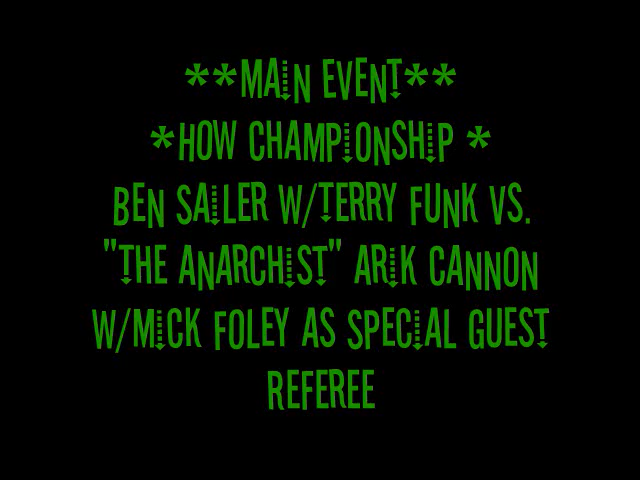 **MAIN EVENT**
*HOW CHAMPIONSHIP *
BEN SAILER W/TERRY FUNK VS.
"THE ANARCHIST" ARIK CANNON
W/MICK FOLEY AS SPECIAL GUEST
REFEREE